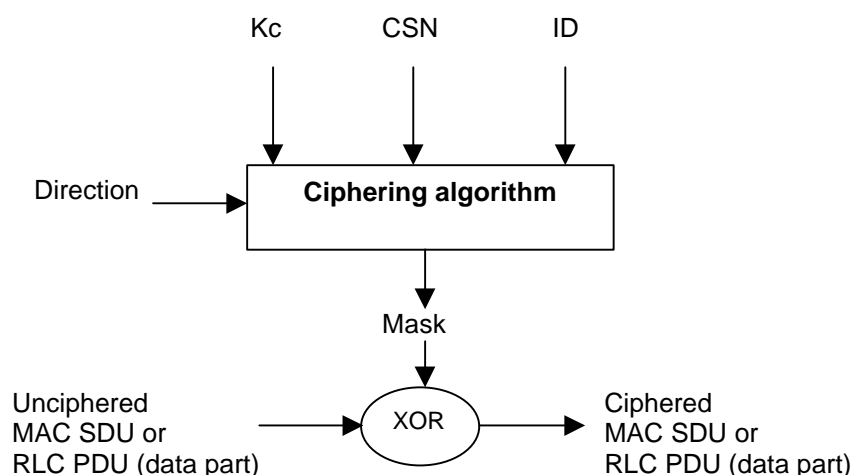 Kc CSN ID
Direction
Ciphering algorithm
Mask
Unciphered
MAC SDU or
RLC PDU (data part)
XOR
Ciphered
MAC SDU or
RLC PDU (data part)